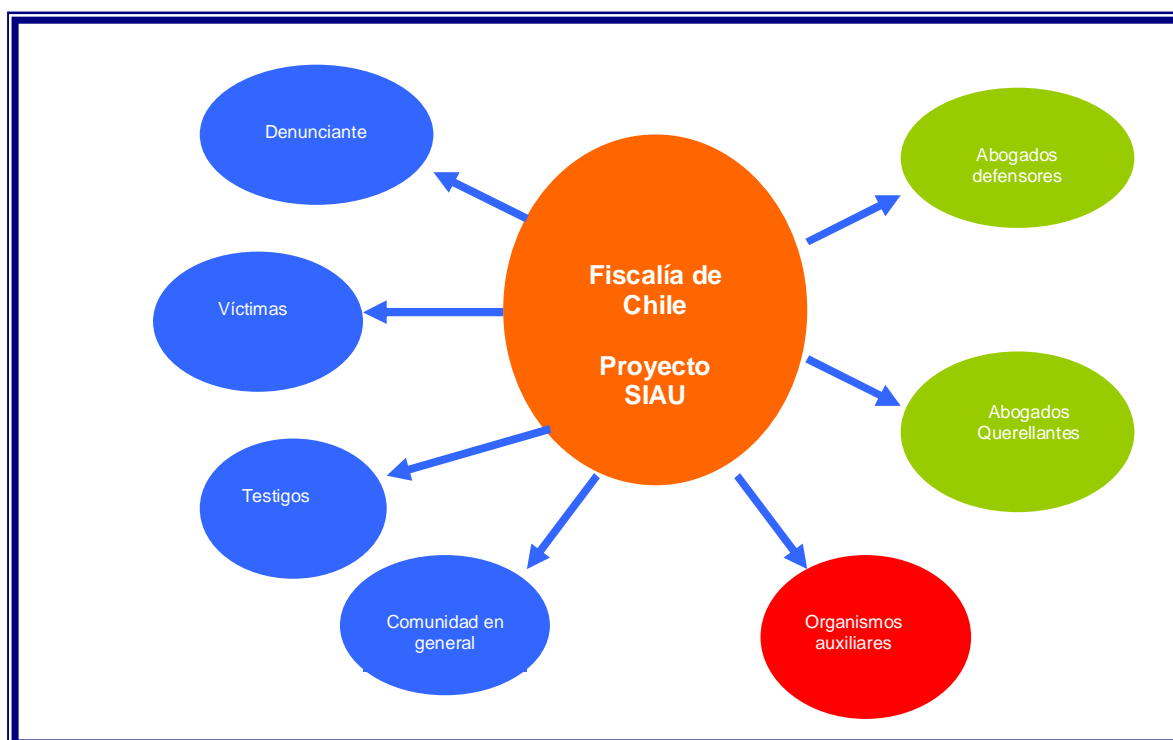 Denunciante
Víctimas
Testigos
Comunidad en
general
Fiscalía de
Chile
Proyecto
SIAU
Abogados
defensores
Abogados
Querellantes
Organismos
auxiliares